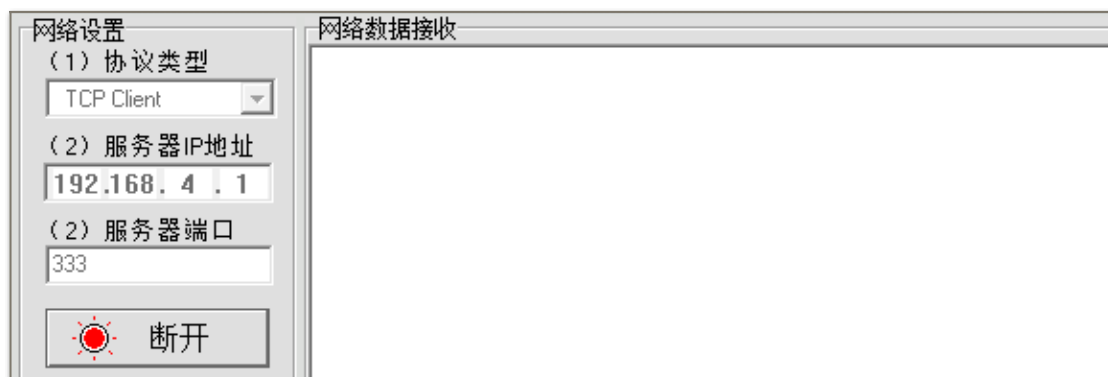 网络设置
网络数据接收
（1）协议类型
TCP Client
（2）服务器IP地址
192.168. 4 . 1
（2）服务器端口
333
断开